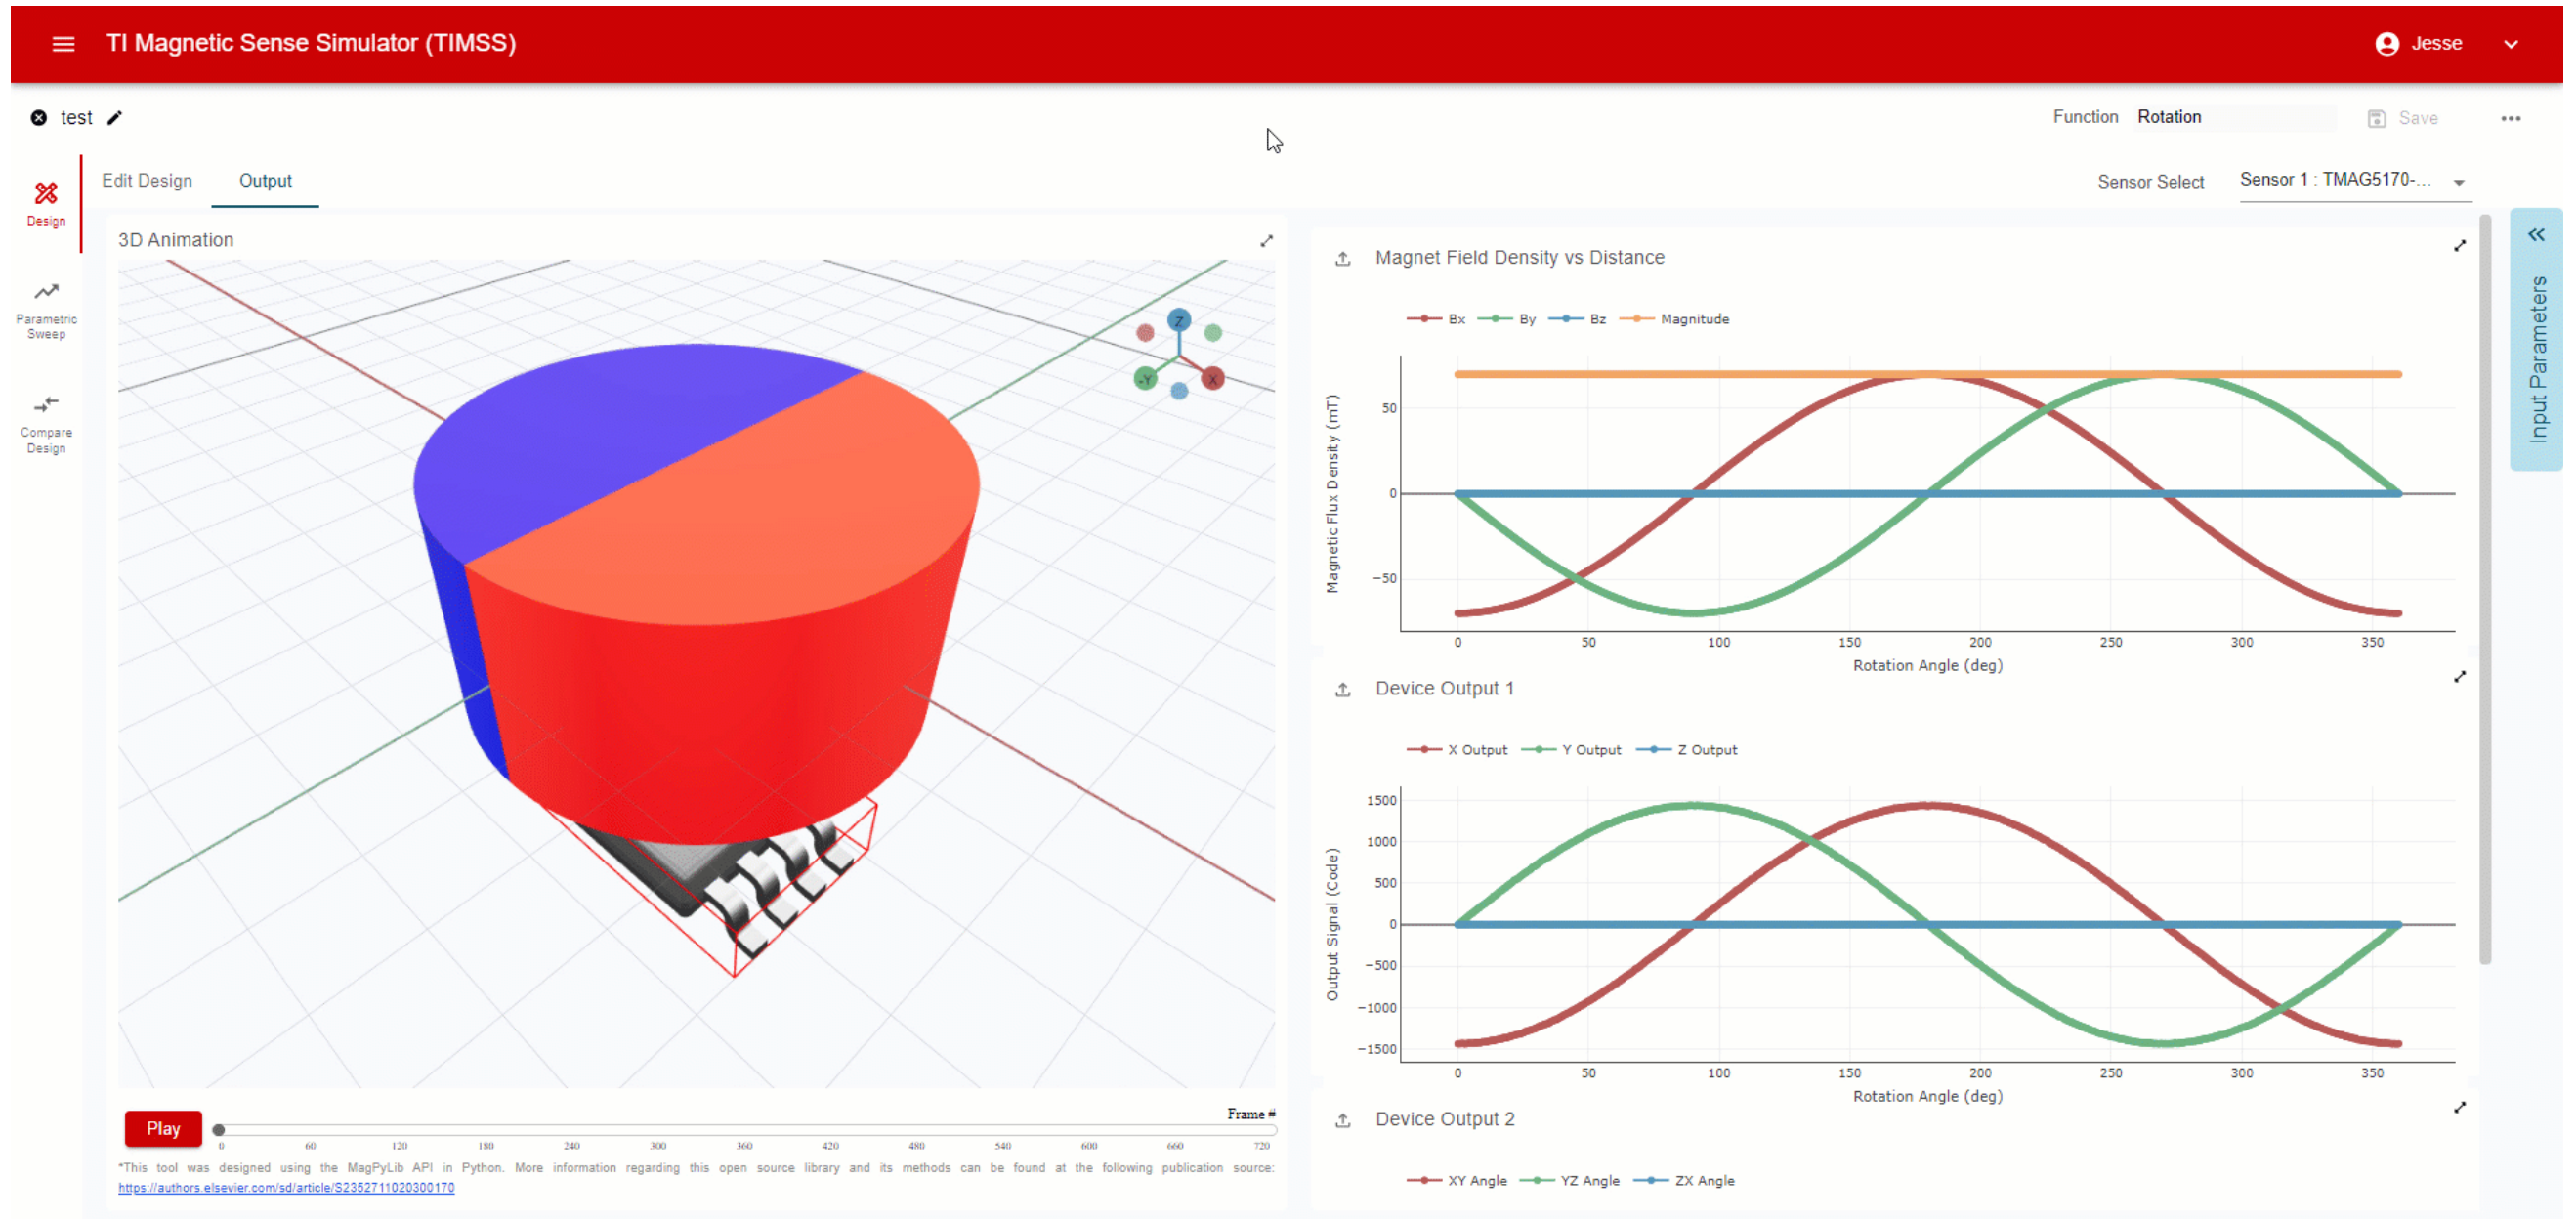 TI Magnetic Sense Simulator (TIMSS)
Jesse
test
Function Rotation
Save
Edit Design
Output
Sensor Select
Sensor 1 : TMAG5170-...
Design
Parametric
Sweep
Compare
Design
3D Animation
Z
-Y
X
Play
Frame #
0 60 120 180 240 300 360 420 480 540 600 660 720
*This tool was designed using the MagPyLib API in Python. More information regarding this open source library and its methods can be found at the following publication source:
https://authors.elsevier.com/sd/article/S2352711020300170
Magnet Field Density vs Distance
Bx By Bz Magnitude
Magnetic Flux Density (mT)
50
0
−50
0 50 100 150 200 250 300 350
Rotation Angle (deg)
Device Output 1
X Output Y Output Z Output
Output Signal (Code)
1500
1000
500
0
−500
−1000
−1500
0 50 100 150 200 250 300 350
Rotation Angle (deg)
Device Output 2
XY Angle YZ Angle ZX Angle
Input Parameters